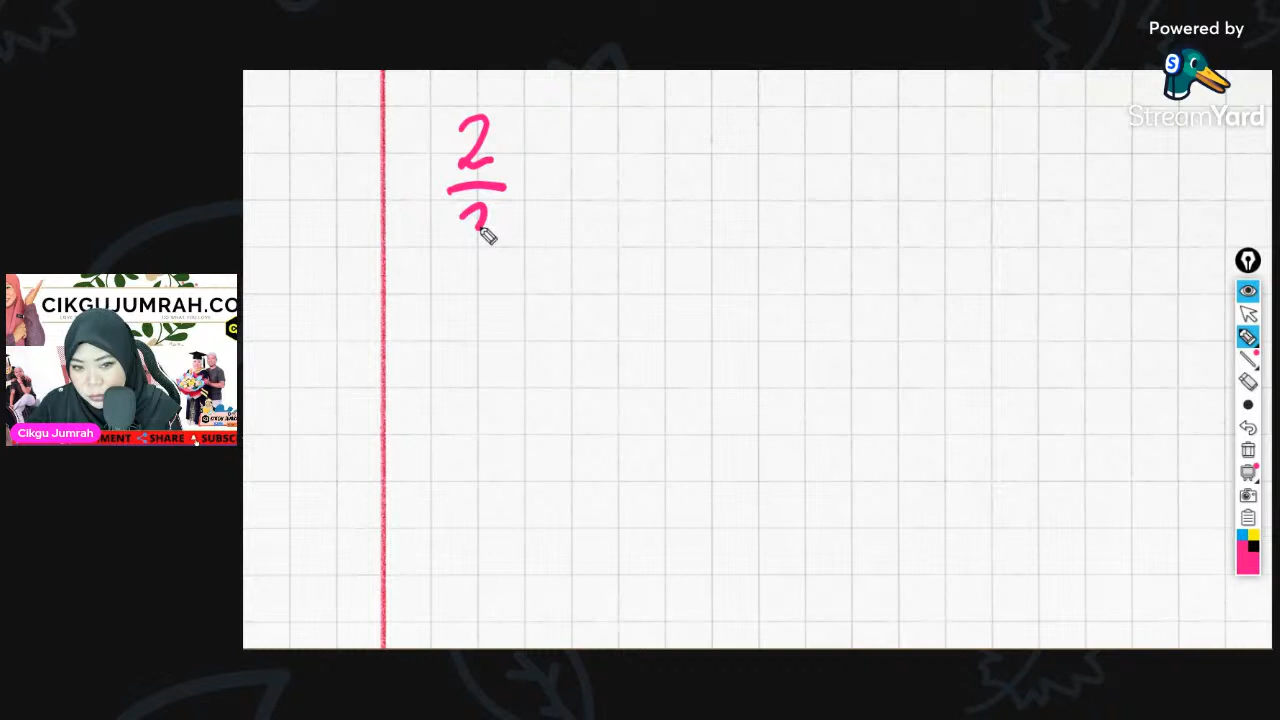 Powered by
StreamYard
2
CIKGUJUMRAH.CO
Cikgu Jumrah
MENT SHARE SUBSC